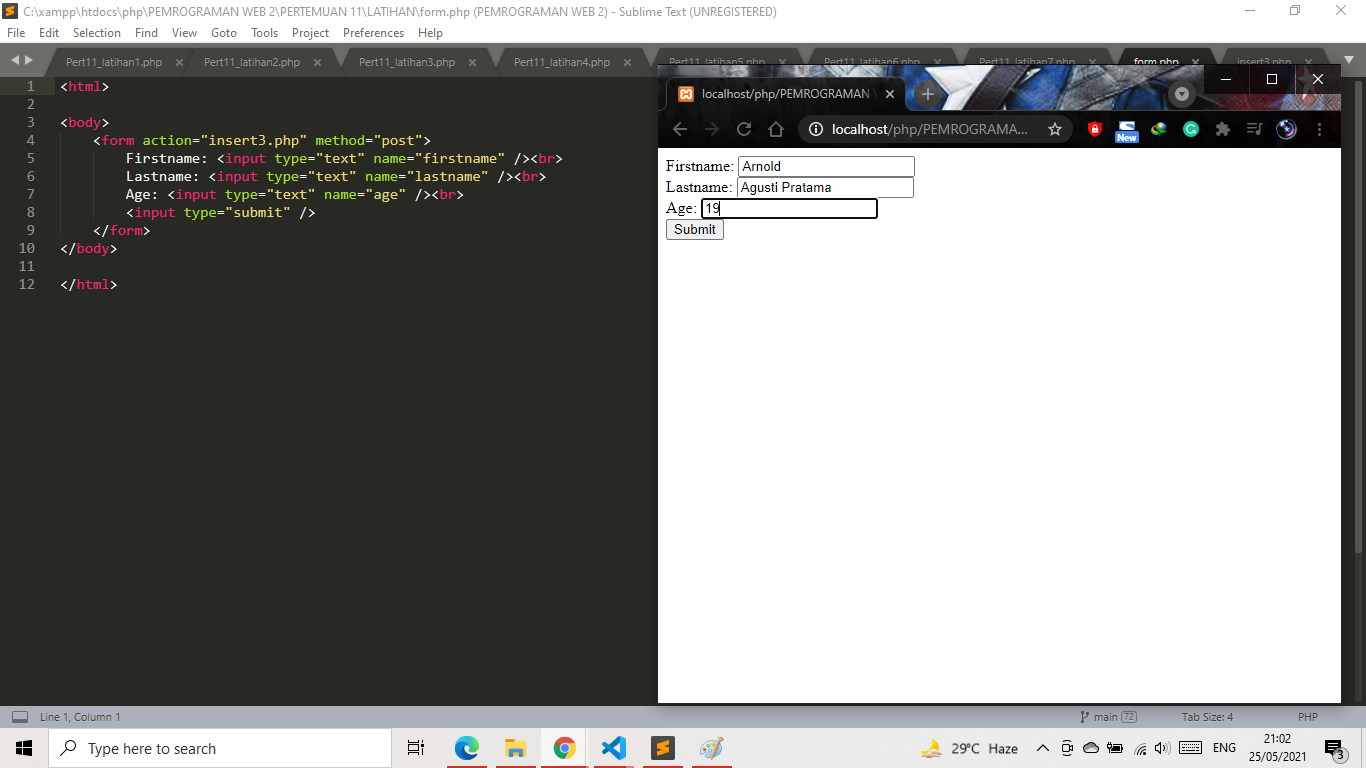 C:\xampp\htdocs\php\PEMROGRAMAN WEB 2\PERTEMUAN 11\LATIHAN\form.php (PEMROGRAMAN WEB 2) - Sublime Text (UNREGISTERED)
File Edit Selection Find View Goto Tools Project Preferences Help
Pert11_latihan1.php Pert11_latihan2.php Pert11_latihan3.php Pert11_latihan4.php Pert11_latihan5.php Pert11_latihan6.php Pert11_latihan7.php form.php insert3.php
1 <html>
2
3 <body>
4 <form action="insert3.php" method="post">
5 Firstname: <input type="text" name="firstname" /><br>
6 Lastname: <input type="text" name="lastname" /><br>
7 Age: <input type="text" name="age" /><br>
8 <input type="submit" />
9 </form>
10 </body>
11
12 </html>
localhost/php/PEMROGRAMAN
localhost/php/PEMROGRAMA...
New
Firstname: Arnold
Lastname: Agusti Pratama
Age: 19
Submit
Line 1, Column 1
main 72 Tab Size: 4 PHP
Type here to search
29°C Haze ENG
21:02
25/05/2021
3